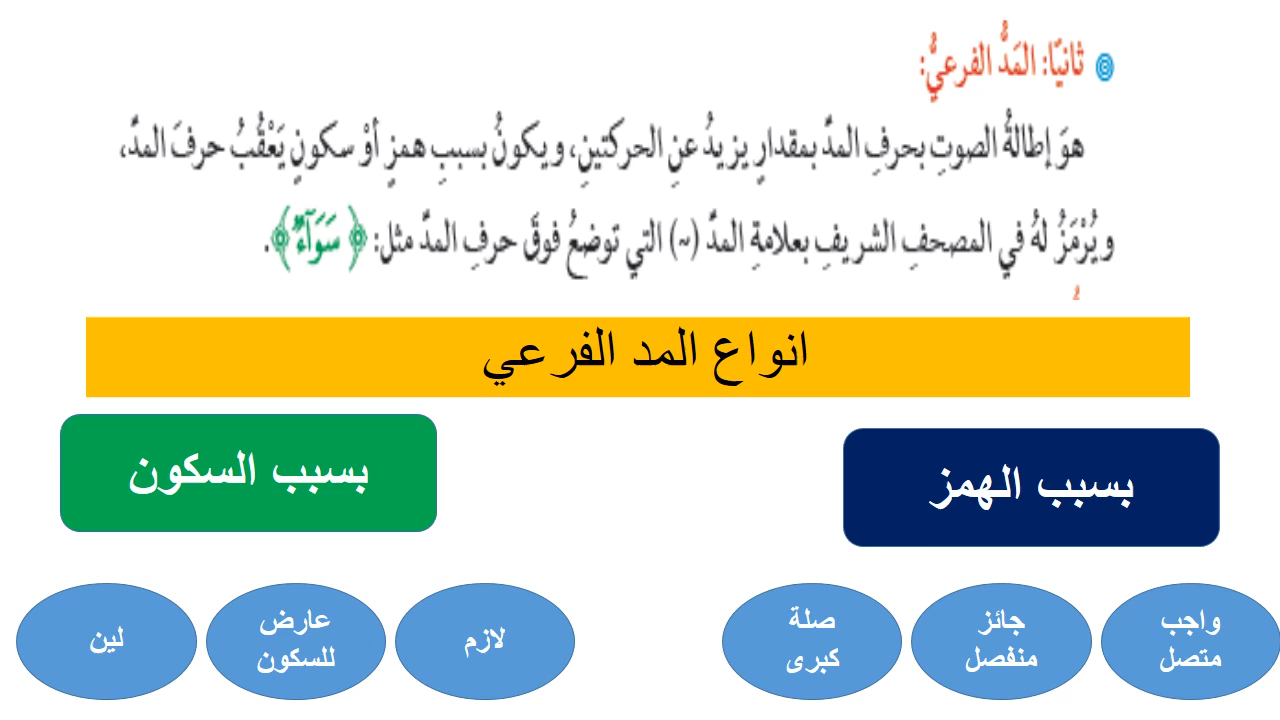 ثانيًا: المَدُّ الفرعيُّ:
هوَ إطالةُ الصوتِ بحرفِ المدِّ بمقدارٍ يزيدُ عنِ الحركتينِ، ويكونُ بسببِ همزٍ أوْ سكونٍ يَعْقُبُ حرفَ المدِّ،
ويُرْمَزُ لهُ في المصحفِ الشريفِ بعلامةِ المدِّ (~) التي توضعُ فوقَ حرفِ المدِّ مثل: ﴿ سَوَآءٌ ﴾.
انواع المد الفرعي
بسبب الهمز
بسبب السكون
واجب
متصل
جائز
منفصل
صلة
كبرى
لازم
عارض
للسكون
لين